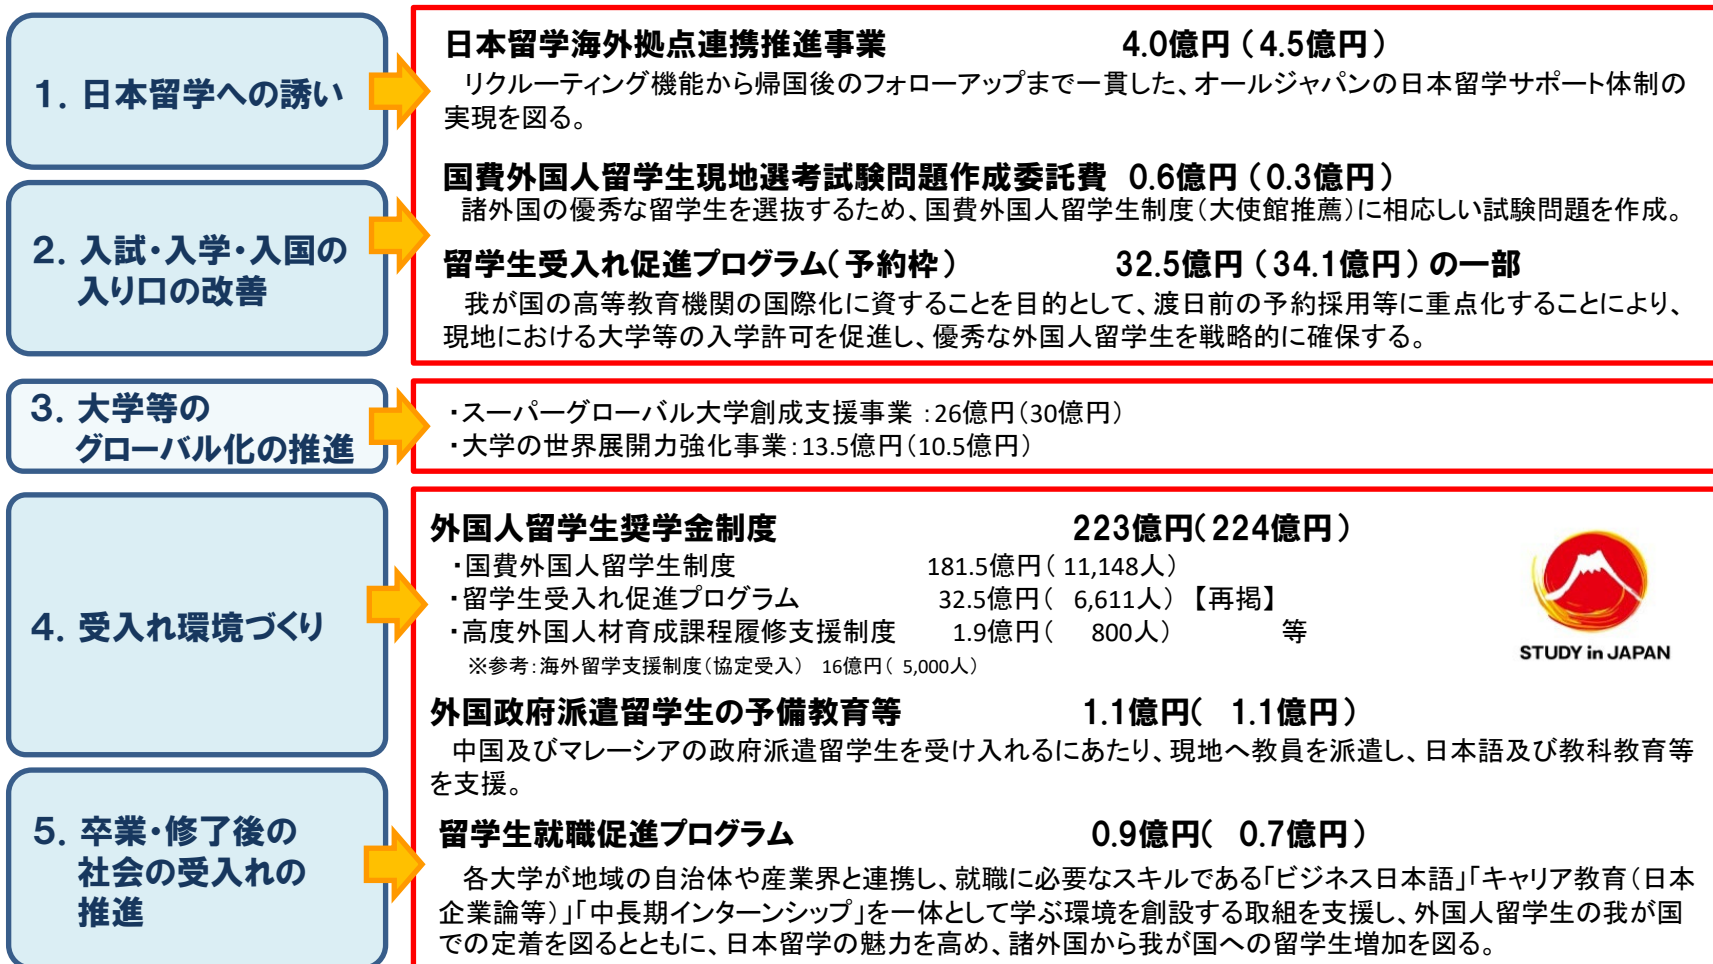 1. 日本留学への誘い
日本留学海外拠点連携推進事業 4.0億円（4.5億円）
リクルーティング機能から帰国後のフォローアップまで一貫した、オールジャパンの日本留学サポート体制の
実現を図る。
2. 入試・入学・入国の
入り口の改善
国費外国人留学生現地選考試験問題作成委託費 0.6億円（0.3億円）
諸外国の優秀な留学生を選抜するため、国費外国人留学生制度（大使館推薦）に相応しい試験問題を作成。
留学生受入れ促進プログラム（予約枠） 32.5億円（34.1億円）の一部
我が国の高等教育機関の国際化に資することを目的として、渡日前の予約採用等に重点化することにより、
現地における大学等の入学許可を促進し、優秀な外国人留学生を戦略的に確保する。
3. 大学等の
グローバル化の推進
・スーパーグローバル大学創成支援事業：26億円（30億円）
・大学の世界展開力強化事業：13.5億円（10.5億円）
4. 受入れ環境づくり
外国人留学生奨学金制度 223億円（224億円）
・国費外国人留学生制度 181.5億円（11,148人）
・留学生受入れ促進プログラム 32.5億円（ 6,611人）【再掲】
・高度外国人材育成課程履修支援制度 1.9億円（ 800人） 等
※参考：海外留学支援制度（協定受入） 16億円（ 5,000人）
STUDY in JAPAN
外国政府派遣留学生の予備教育等 1.1億円（ 1.1億円）
中国及びマレーシアの政府派遣留学生を受け入れるにあたり、現地へ教員を派遣し、日本語及び教科教育等
を支援。
5. 卒業・修了後の
社会の受入れの
推進
留学生就職促進プログラム 0.9億円（ 0.7億円）
各大学が地域の自治体や産業界と連携し、就職に必要なスキルである「ビジネス日本語」「キャリア教育（日本
企業論等）」「中長期インターンシップ」を一体として学ぶ環境を創設する取組を支援し、外国人留学生の我が国
での定着を図るとともに、日本留学の魅力を高め、諸外国から我が国への留学生増加を図る。